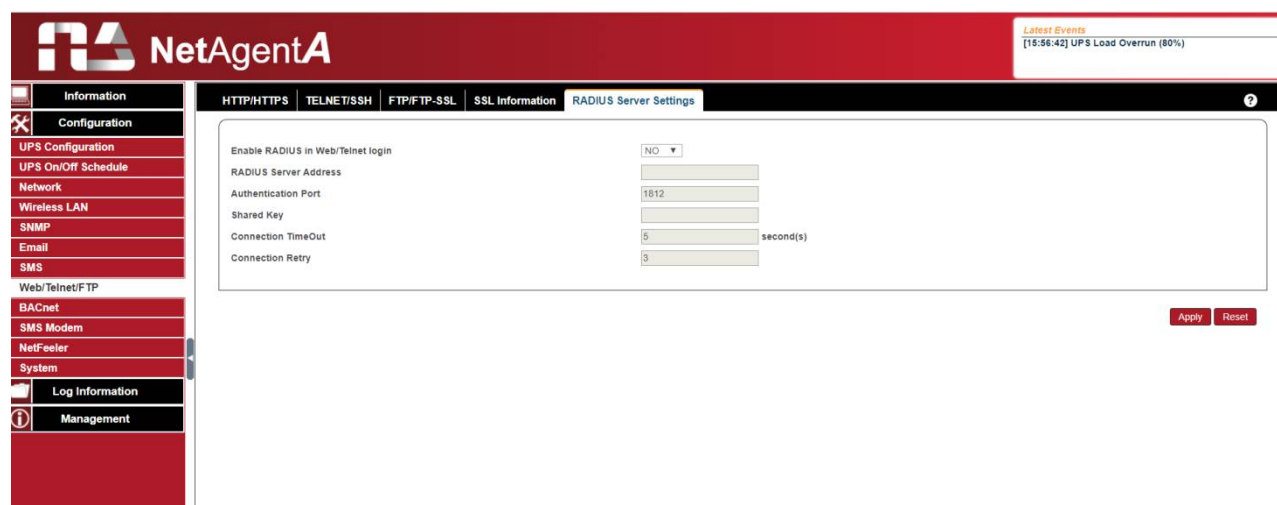 NetAgentA
Latest Events
[15:56:42] UPS Load Overrun (80%)
Information
Configuration
UPS Configuration
UPS On/Off Schedule
Network
Wireless LAN
SNMP
Email
SMS
Web/Telnet/FTP
BACnet
SMS Modem
NetFeeler
System
Log Information
Management
HTTP/HTTPS TELNET/SSH FTP/FTP-SSL SSL Information RADIUS Server Settings ?
Enable RADIUS in Web/Telnet login NO
RADIUS Server Address
Authentication Port 1812
Shared Key
Connection TimeOut 5 second(s)
Connection Retry 3
Apply Reset